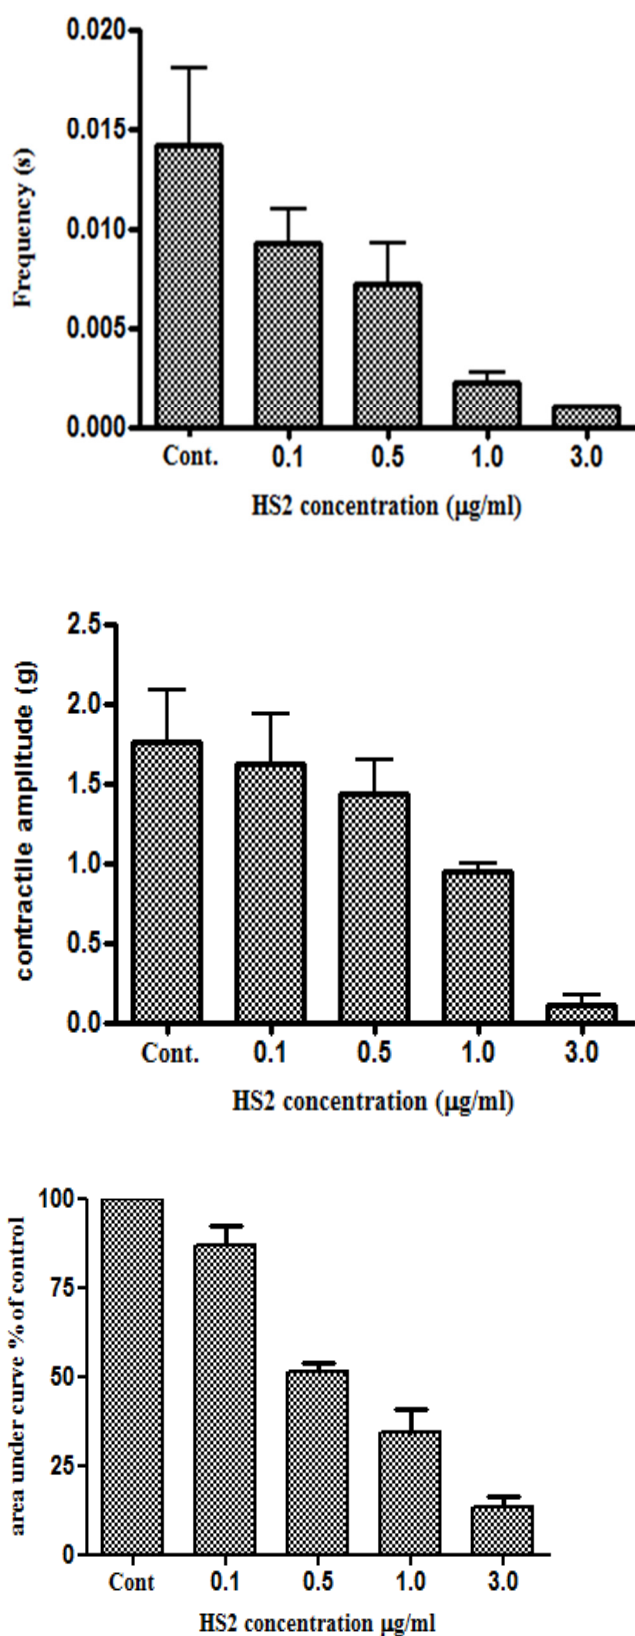 0.020
0.015
0.010
0.005
0.000
Frequency (s)
Cont. 0.1 0.5 1.0 3.0
HS2 concentration (µg/ml)
2.5
2.0
1.5
1.0
0.5
0.0
contractile amplitude (g)
Cont. 0.1 0.5 1.0 3.0
HS2 concentration (µg/ml)
100
75
50
25
0
area under curve % of control
Cont 0.1 0.5 1.0 3.0
HS2 concentration µg/ml